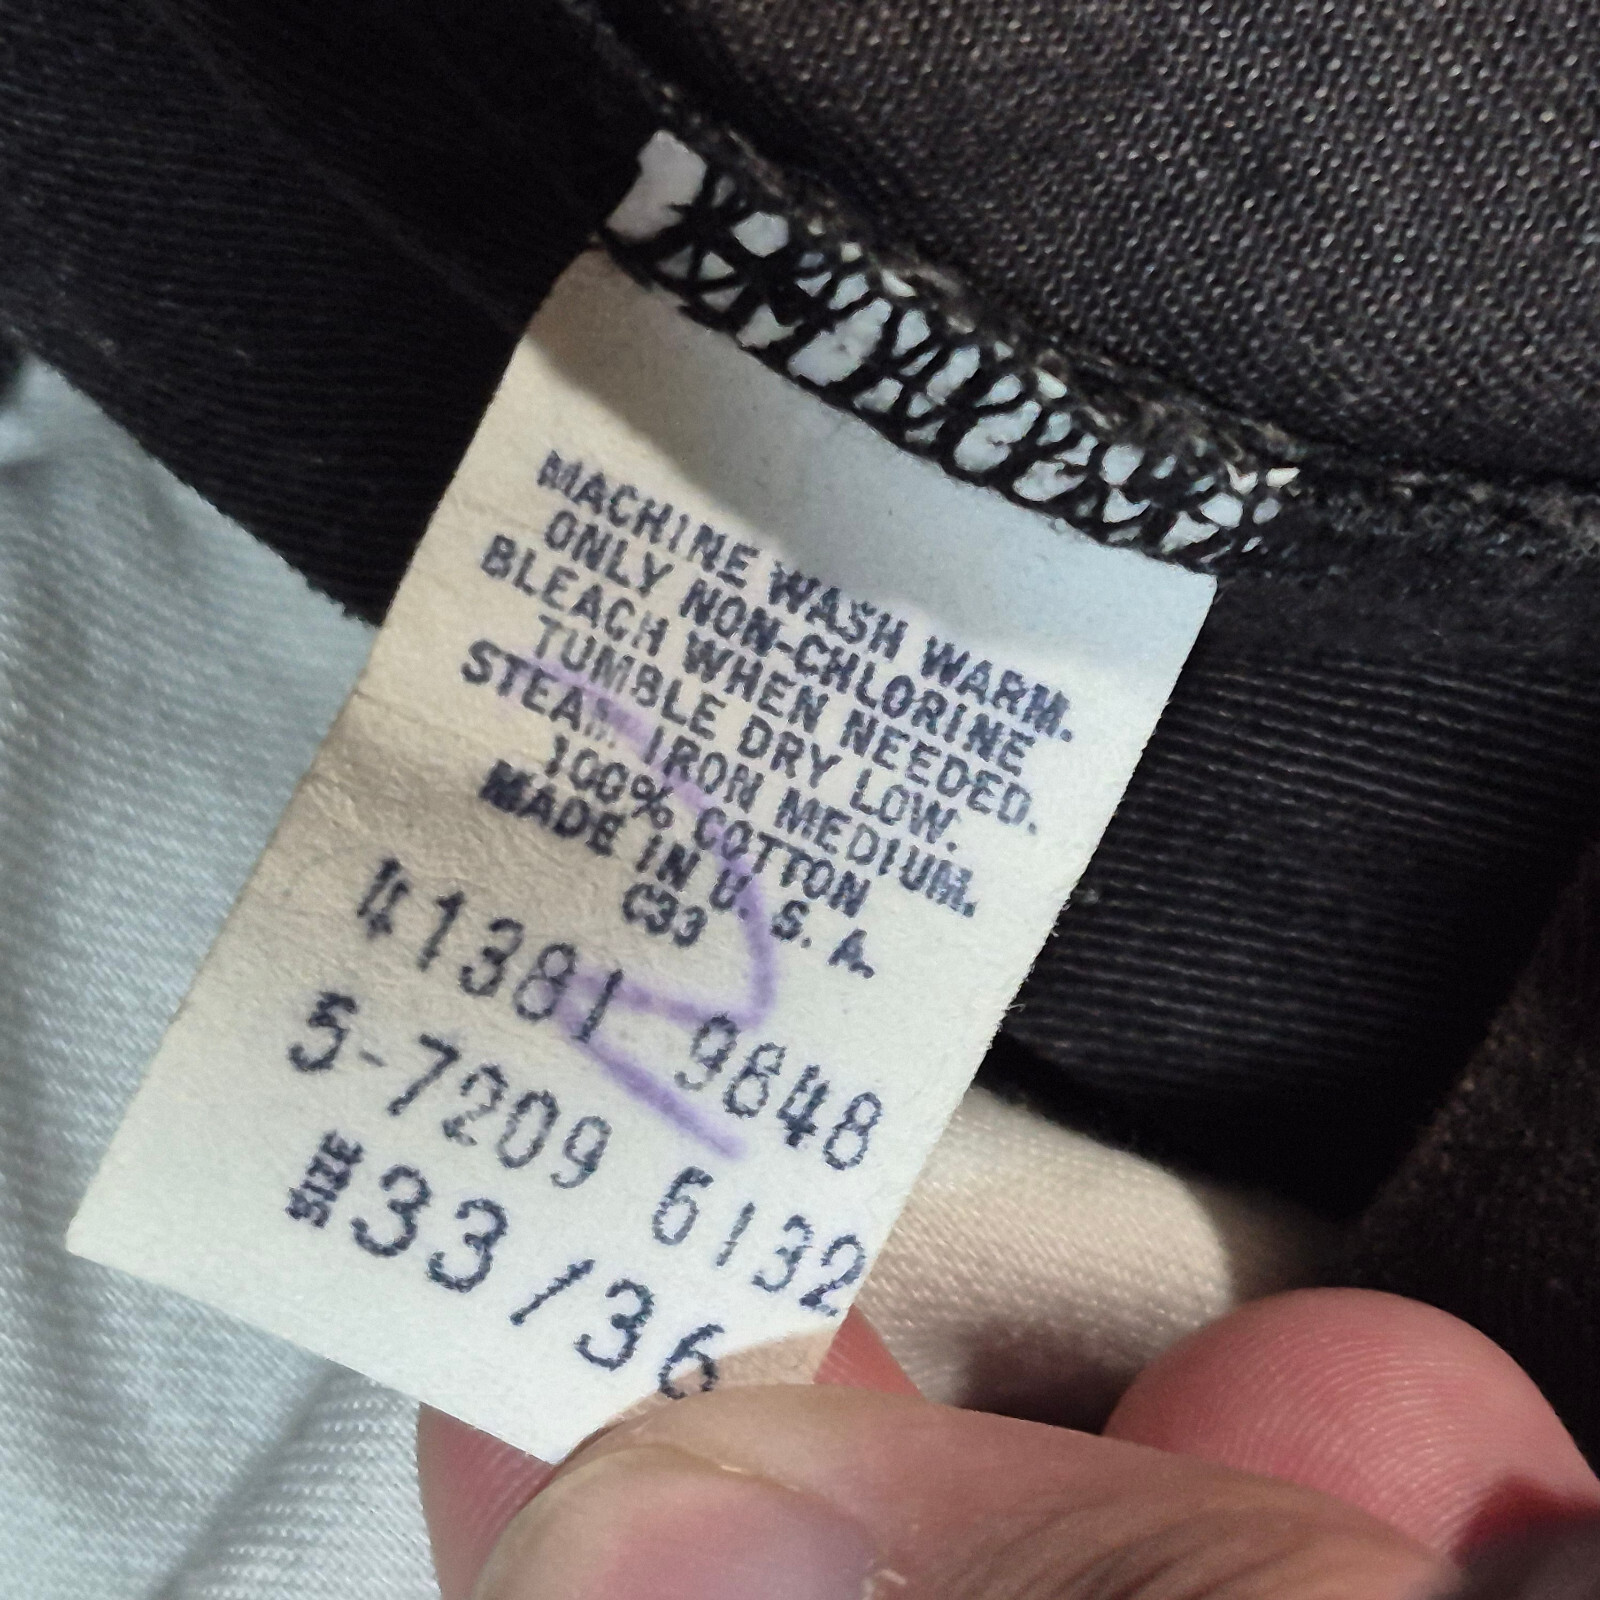 MACHINE WASH WARM.
ONLY NON-CHLORINE
BLEACH WHEN NEEDED.
TUMBLE DRY LOW.
STEAM IRON MEDIUM.
100% COTTON
MADE IN U. S. A.
C33
41381 9848
5-7209 6132
SIZE 33/36